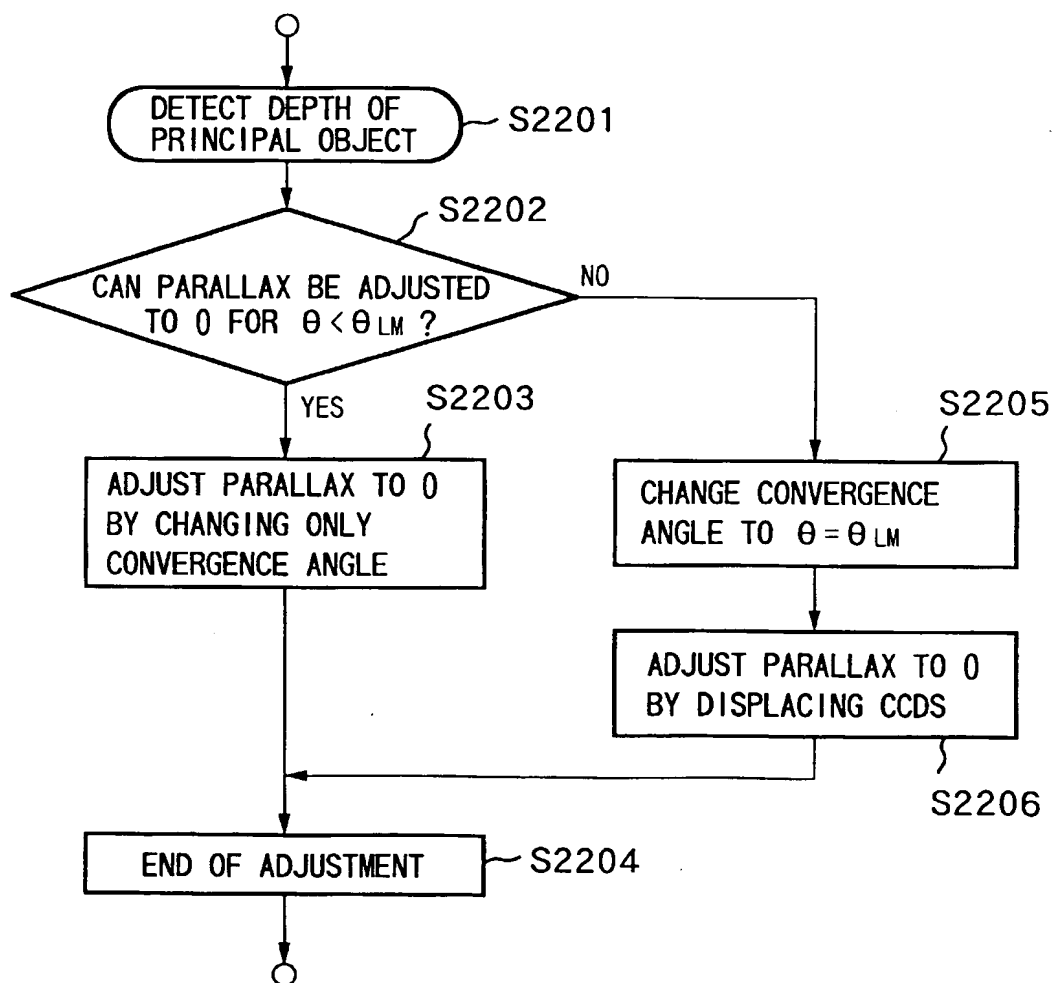 DETECT DEPTH OF
PRINCIPAL OBJECT
S2201
S2202
CAN PARALLAX BE ADJUSTED
TO 0 FOR θ < θLM ?
NO
YES
S2203
ADJUST PARALLAX TO 0
BY CHANGING ONLY
CONVERGENCE ANGLE
S2205
CHANGE CONVERGENCE
ANGLE TO θ = θLM
ADJUST PARALLAX TO 0
BY DISPLACING CCDS
S2206
END OF ADJUSTMENT
S2204